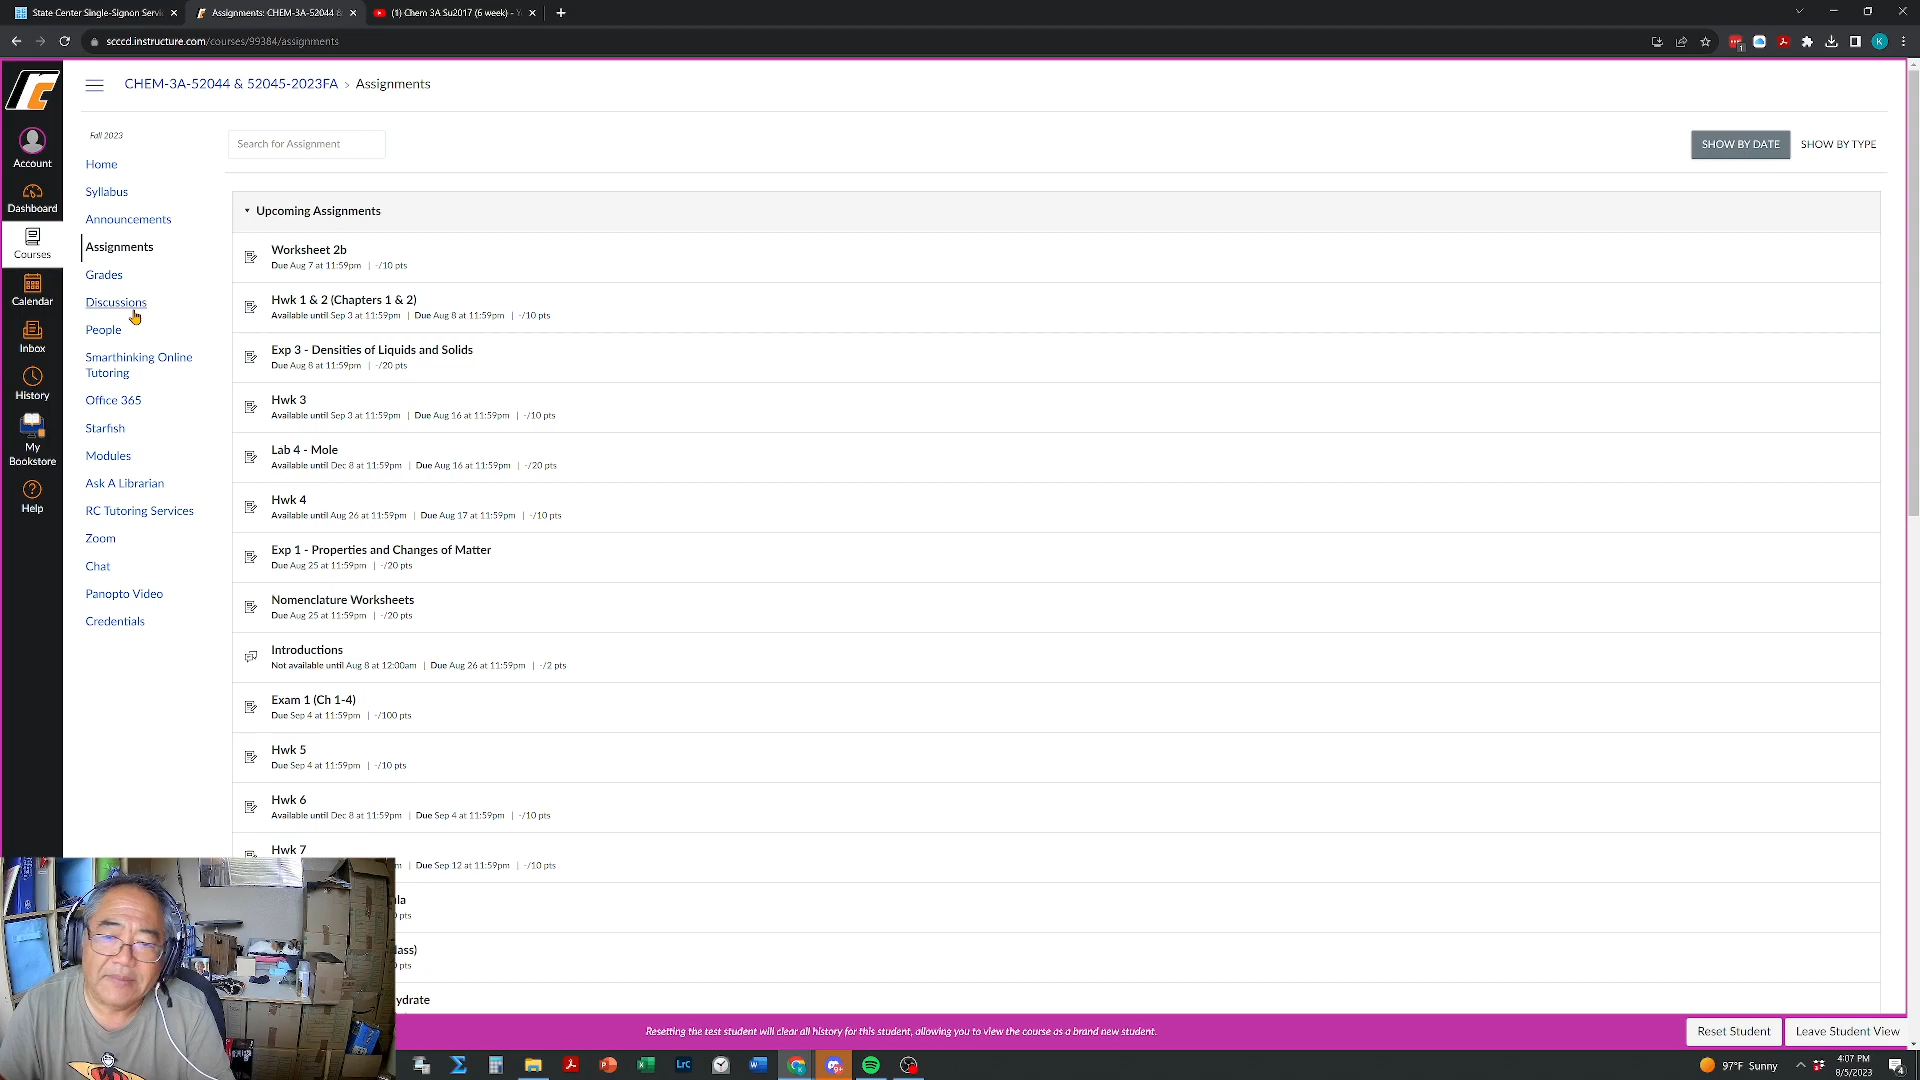 State Center Single-Signon Servi
Assignments: CHEM-3A-52044 &
(1) Chem 3A Su2017 (6 week) -
scccd.instructure.com/courses/99384/assignments
K
CHEM-3A-52044 & 52045-2023FA › Assignments
Account
Dashboard
Courses
Calendar
Inbox
History
My
Bookstore
Help
Fall 2023
Home
Syllabus
Announcements
Assignments
Grades
Discussions
People
Smarthinking Online
Tutoring
Office 365
Starfish
Modules
Ask A Librarian
RC Tutoring Services
Zoom
Chat
Panopto Video
Credentials
Search for Assignment
SHOW BY DATE
SHOW BY TYPE
Upcoming Assignments
Worksheet 2b
Due Aug 7 at 11:59pm | -/10 pts
Hwk 1 & 2 (Chapters 1 & 2)
Available until Sep 3 at 11:59pm | Due Aug 8 at 11:59pm | -/10 pts
Exp 3 - Densities of Liquids and Solids
Due Aug 8 at 11:59pm | -/20 pts
Hwk 3
Available until Sep 3 at 11:59pm | Due Aug 16 at 11:59pm | -/10 pts
Lab 4 - Mole
Available until Dec 8 at 11:59pm | Due Aug 16 at 11:59pm | -/20 pts
Hwk 4
Available until Aug 26 at 11:59pm | Due Aug 17 at 11:59pm | -/10 pts
Exp 1 - Properties and Changes of Matter
Due Aug 25 at 11:59pm | -/20 pts
Nomenclature Worksheets
Due Aug 25 at 11:59pm | -/20 pts
Introductions
Not available until Aug 8 at 12:00am | Due Aug 26 at 11:59pm | -/2 pts
Exam 1 (Ch 1-4)
Due Sep 4 at 11:59pm | -/100 pts
Hwk 5
Due Sep 4 at 11:59pm | -/10 pts
Hwk 6
Available until Dec 8 at 11:59pm | Due Sep 4 at 11:59pm | -/10 pts
Hwk 7
m | Due Sep 12 at 11:59pm | -/10 pts
ula
pts
lass)
pts
ydrate
Resetting the test student will clear all history for this student, allowing you to view the course as a brand new student.
Reset Student
Leave Student View
LrC
97°F Sunny
4:07 PM
8/5/2023
4